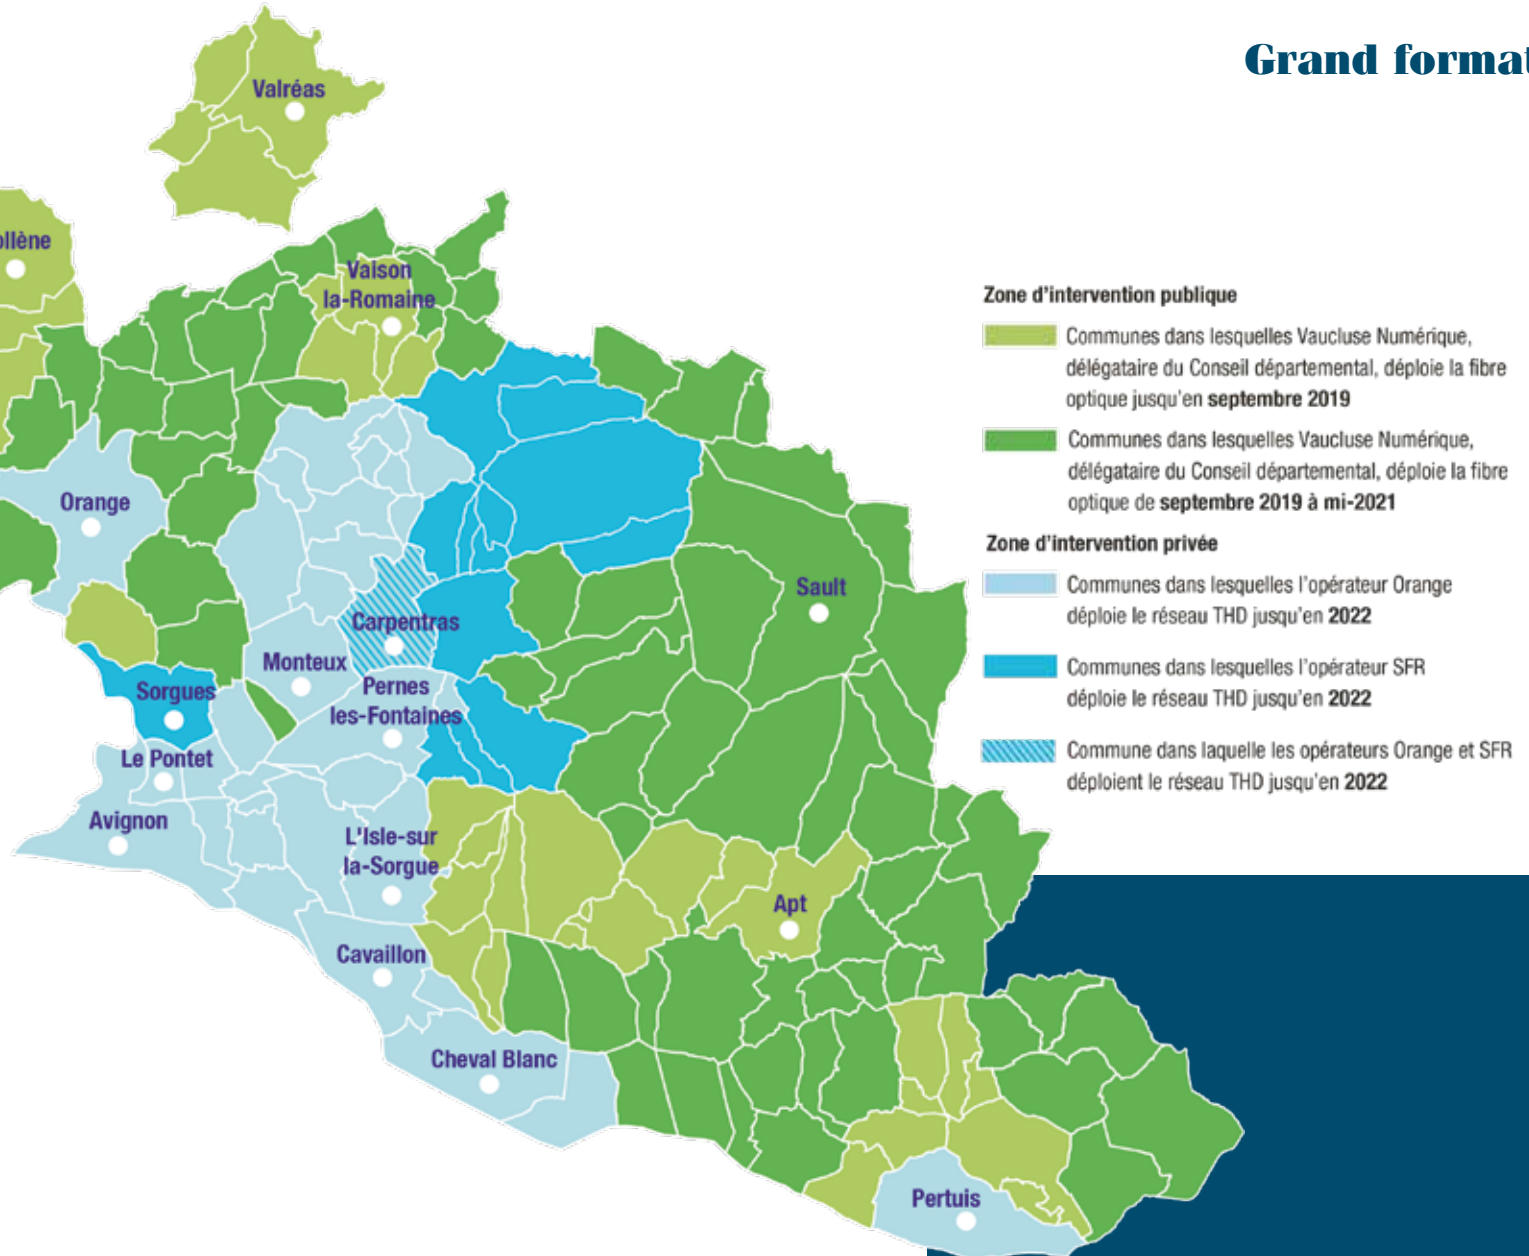 Grand format
Valréas
ollène
Vaison
la-Romaine
Orange
Sault
Carpentras
Monteux
Pernes
les-Fontaines
Sorgues
Le Pontet
Avignon
L'Isle-sur
la-Sorgue
Apt
Cavaillon
Cheval Blanc
Pertuis
Zone d'intervention publique
Communes dans lesquelles Vaucluse Numérique,
délégataire du Conseil départemental, déploie la fibre
optique jusqu'en septembre 2019
Communes dans lesquelles Vaucluse Numérique,
délégataire du Conseil départemental, déploie la fibre
optique de septembre 2019 à mi-2021
Zone d'intervention privée
Communes dans lesquelles l'opérateur Orange
déploie le réseau THD jusqu'en 2022
Communes dans lesquelles l'opérateur SFR
déploie le réseau THD jusqu'en 2022
Commune dans laquelle les opérateurs Orange et SFR
déploient le réseau THD jusqu'en 2022